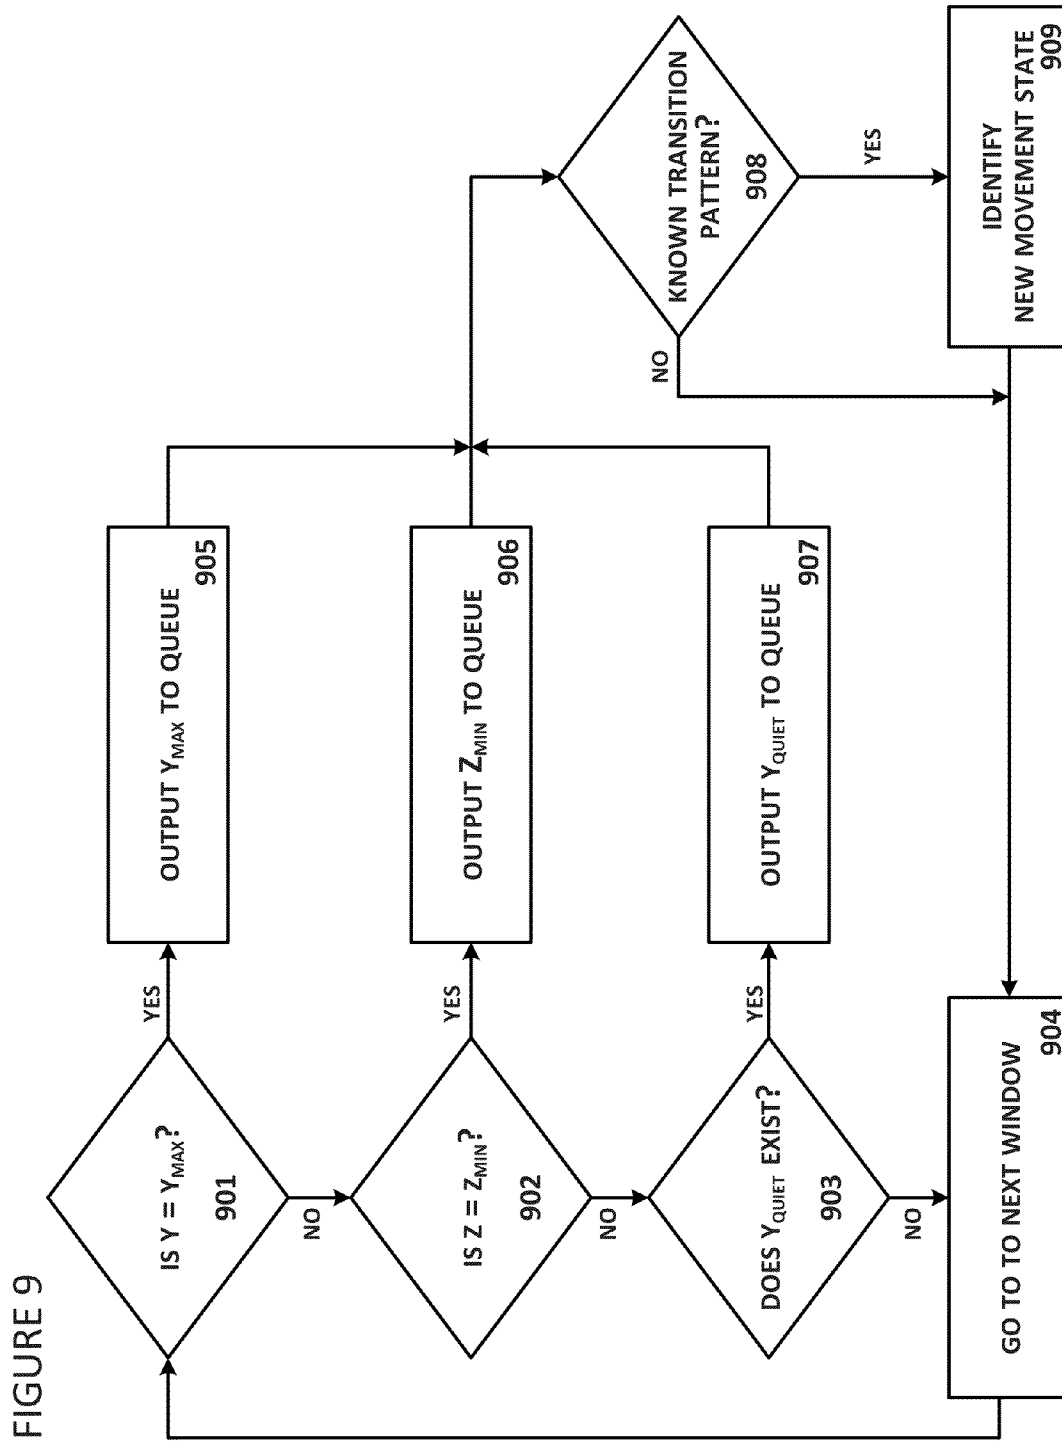 FIGURE 9
IS Y = YMAX?
901
YES
OUTPUT YMAX TO QUEUE
905
NO
IS Z = ZMIN?
902
YES
OUTPUT ZMIN TO QUEUE
906
NO
DOES YQUIET EXIST?
903
YES
OUTPUT YQUIET TO QUEUE
907
NO
KNOWN TRANSITION
PATTERN?
908
NO
YES
GO TO TO NEXT WINDOW
904
IDENTIFY
NEW MOVEMENT STATE
909